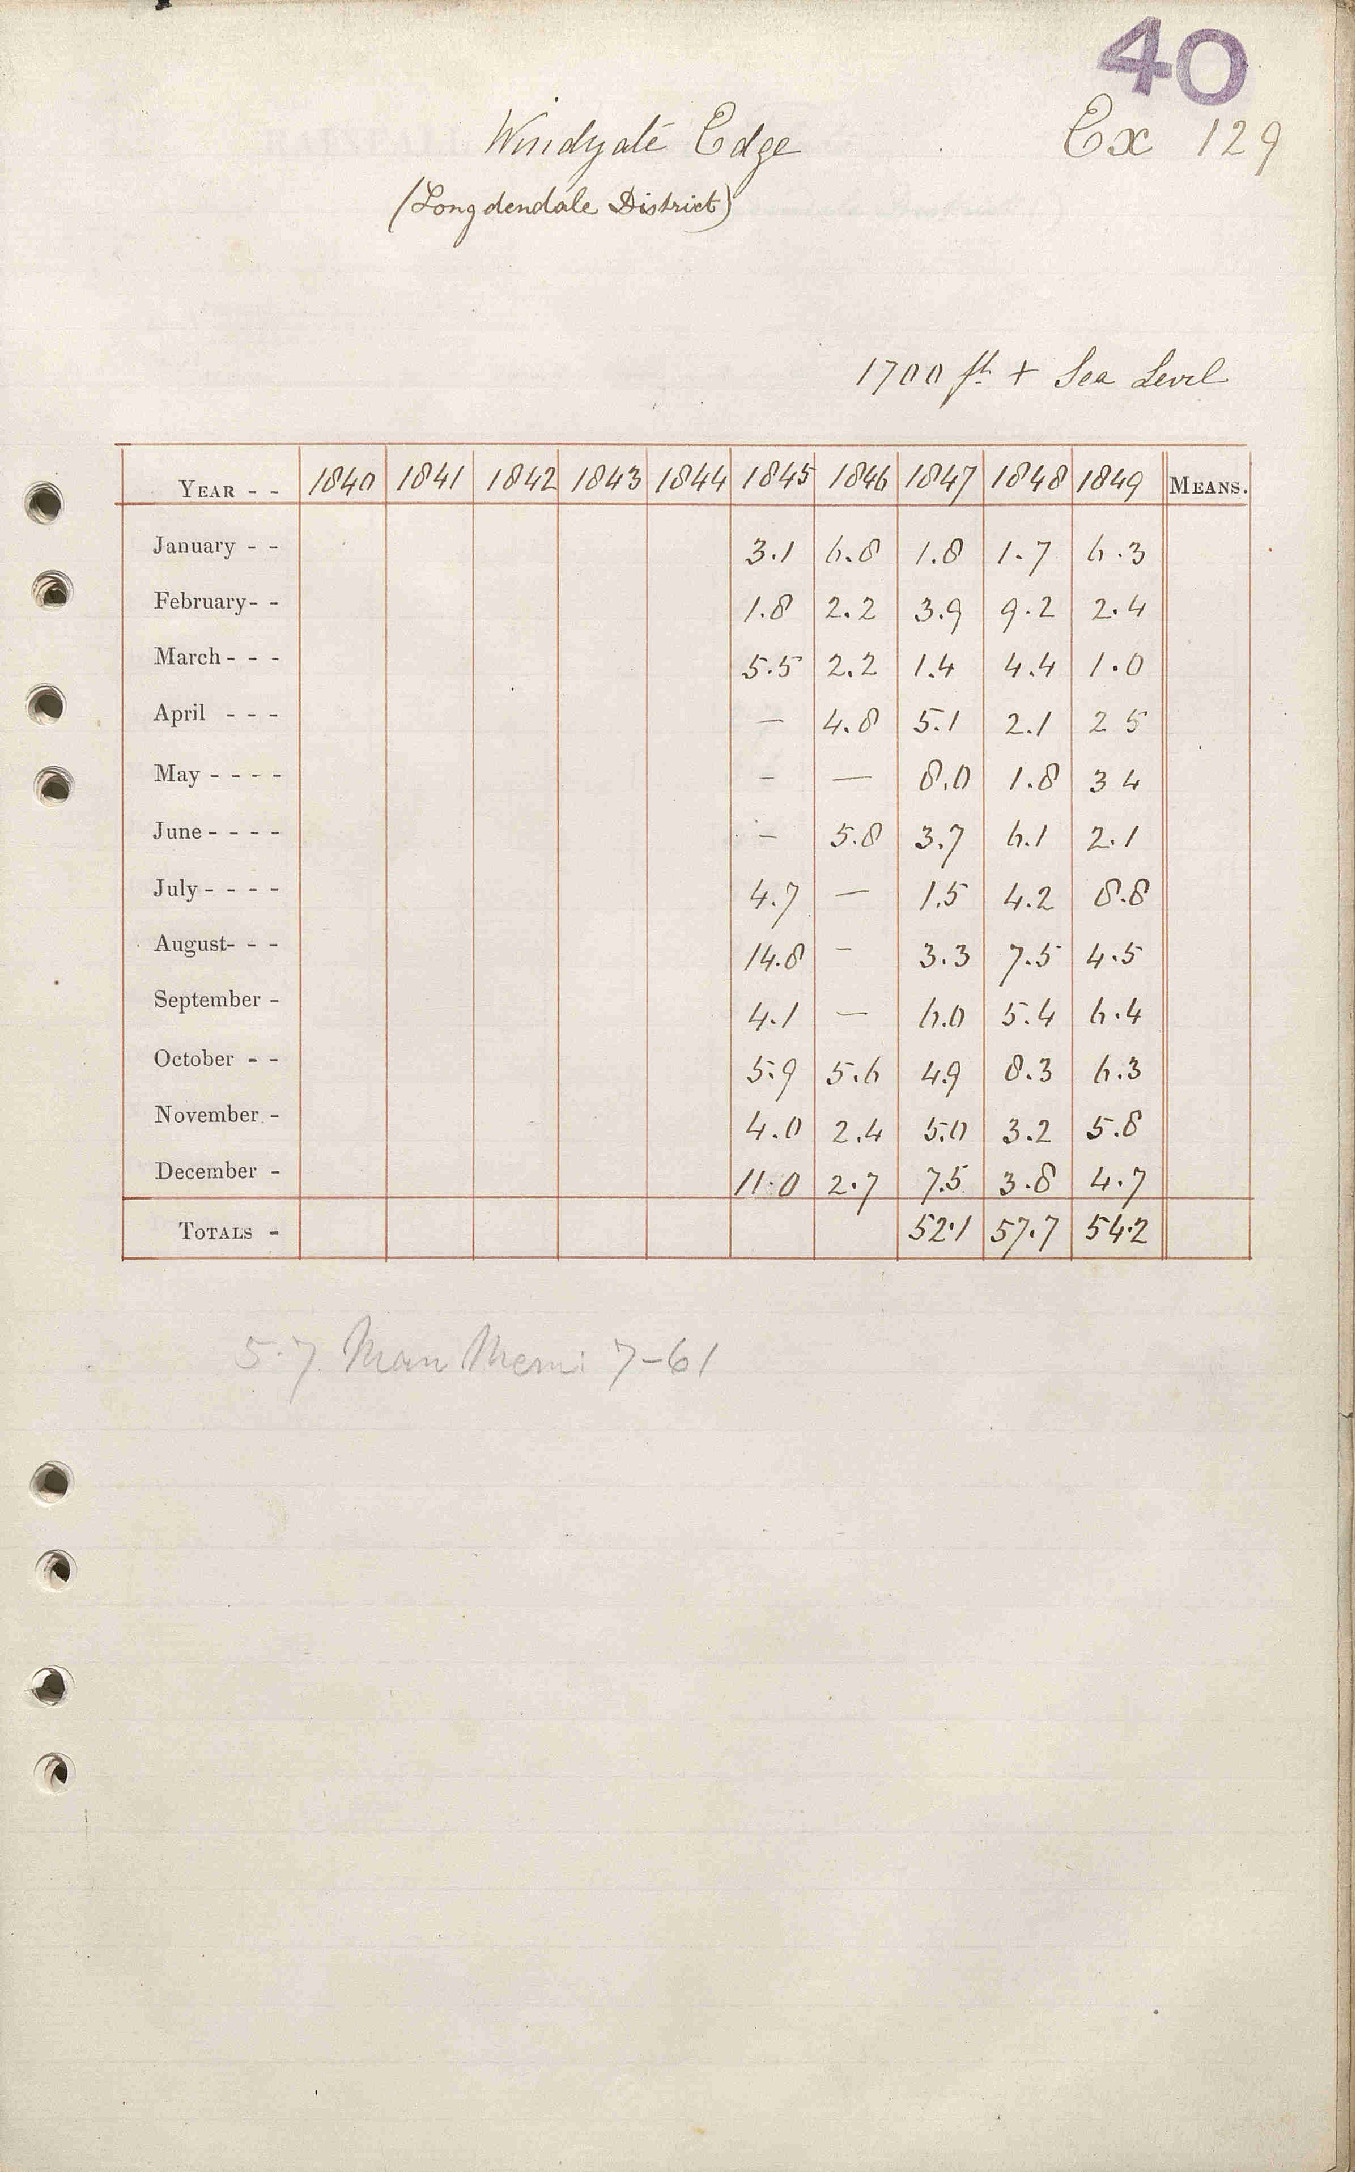 40
Windyate Edge
Ex 129
(Longdendale District)
1700 ft + Sea Level
YEAR - - 1840 1841 1842 1843 1844 1845 1846 1847 1848 1849 MEANS.
January - - 3.1 6.8 1.8 1.7 6.3
February - - 1.8 2.2 3.9 9.2 2.4
March - - - 5.5 2.2 1.4 4.4 1.0
April - - - — 4.8 5.1 2.1 2 5
May - - - - – — 8.0 1.8 3 4
June - - - - – 5.8 3.7 6.1 2.1
July - - - - 4.7 — 1.5 4.2 8.8
August- - - 14.8 – 3.3 7.5 4.5
September - 4.1 — 6.0 5.4 6.4
October - - 5.9 5.6 4.9 8.3 6.3
November - 4.0 2.4 5.0 3.2 5.8
December - 11.0 2.7 7.5 3.8 4.7
TOTALS - 52.1 57.7 54.2
5.7. Man Mem: 7-61